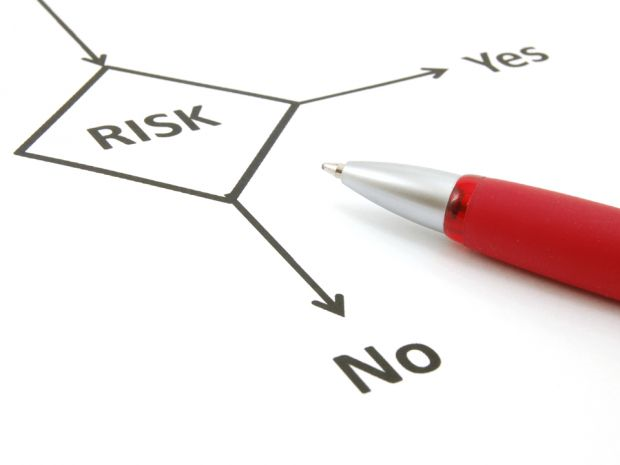 Yes
RISK
No